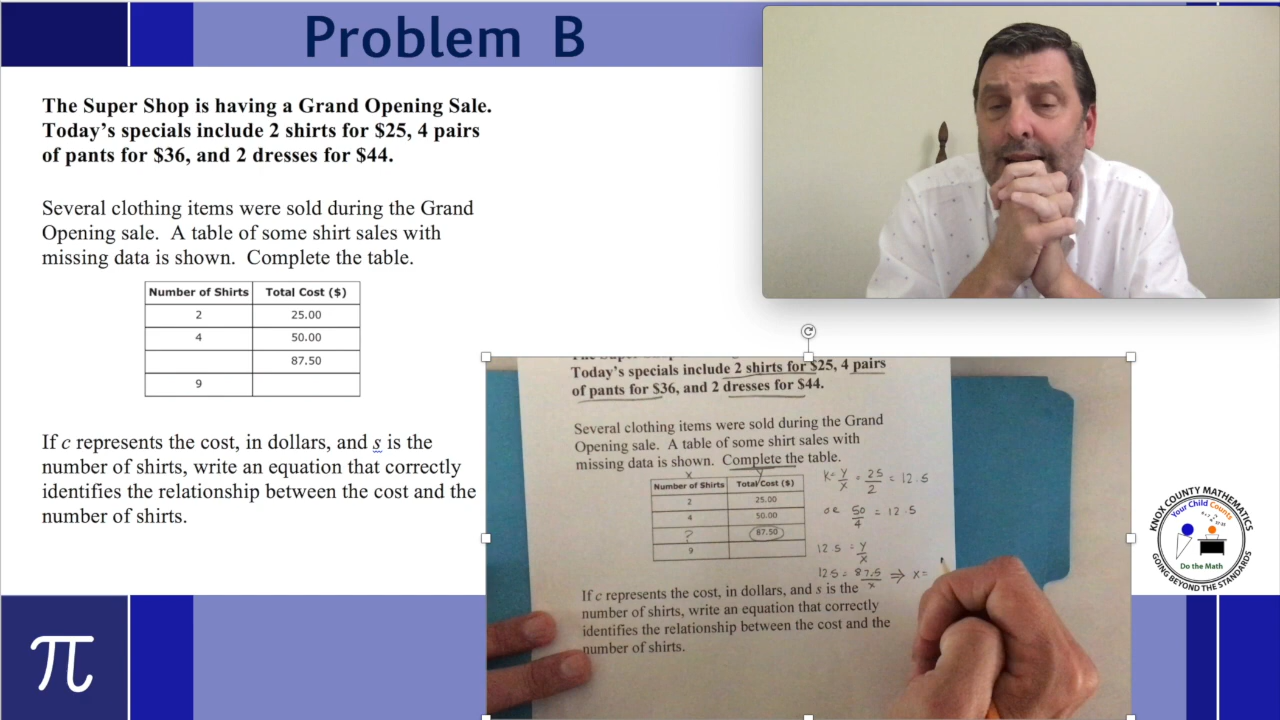 Problem B
The Super Shop is having a Grand Opening Sale.
Today's specials include 2 shirts for $25, 4 pairs
of pants for $36, and 2 dresses for $44.
Several clothing items were sold during the Grand
Opening sale. A table of some shirt sales with
missing data is shown. Complete the table.
Number of Shirts Total Cost ($)
2 25.00
4 50.00
87.50
9
If c represents the cost, in dollars, and s is the
number of shirts, write an equation that correctly
identifies the relationship between the cost and the
number of shirts.
π
Today's specials include 2 shirts for $25, 4 pairs
of pants for $36, and 2 dresses for $44.
Several clothing items were sold during the Grand
Opening sale. A table of some shirt sales with
missing data is shown. Complete the table.
x y
Number of Shirts Total Cost ($)
2 25.00
4 50.00
? 87.50
9
K = y/x = 25/2 = 12.5
or 50/4 = 12.5
12.5 = y/x
12.5 = 87.5/x ⇒ x =
If c represents the cost, in dollars, and s is the
number of shirts, write an equation that correctly
identifies the relationship between the cost and the
number of shirts.
KNOX COUNTY MATHEMATICS
Your Child Counts
Do the Math
GOING BEYOND THE STANDARDS